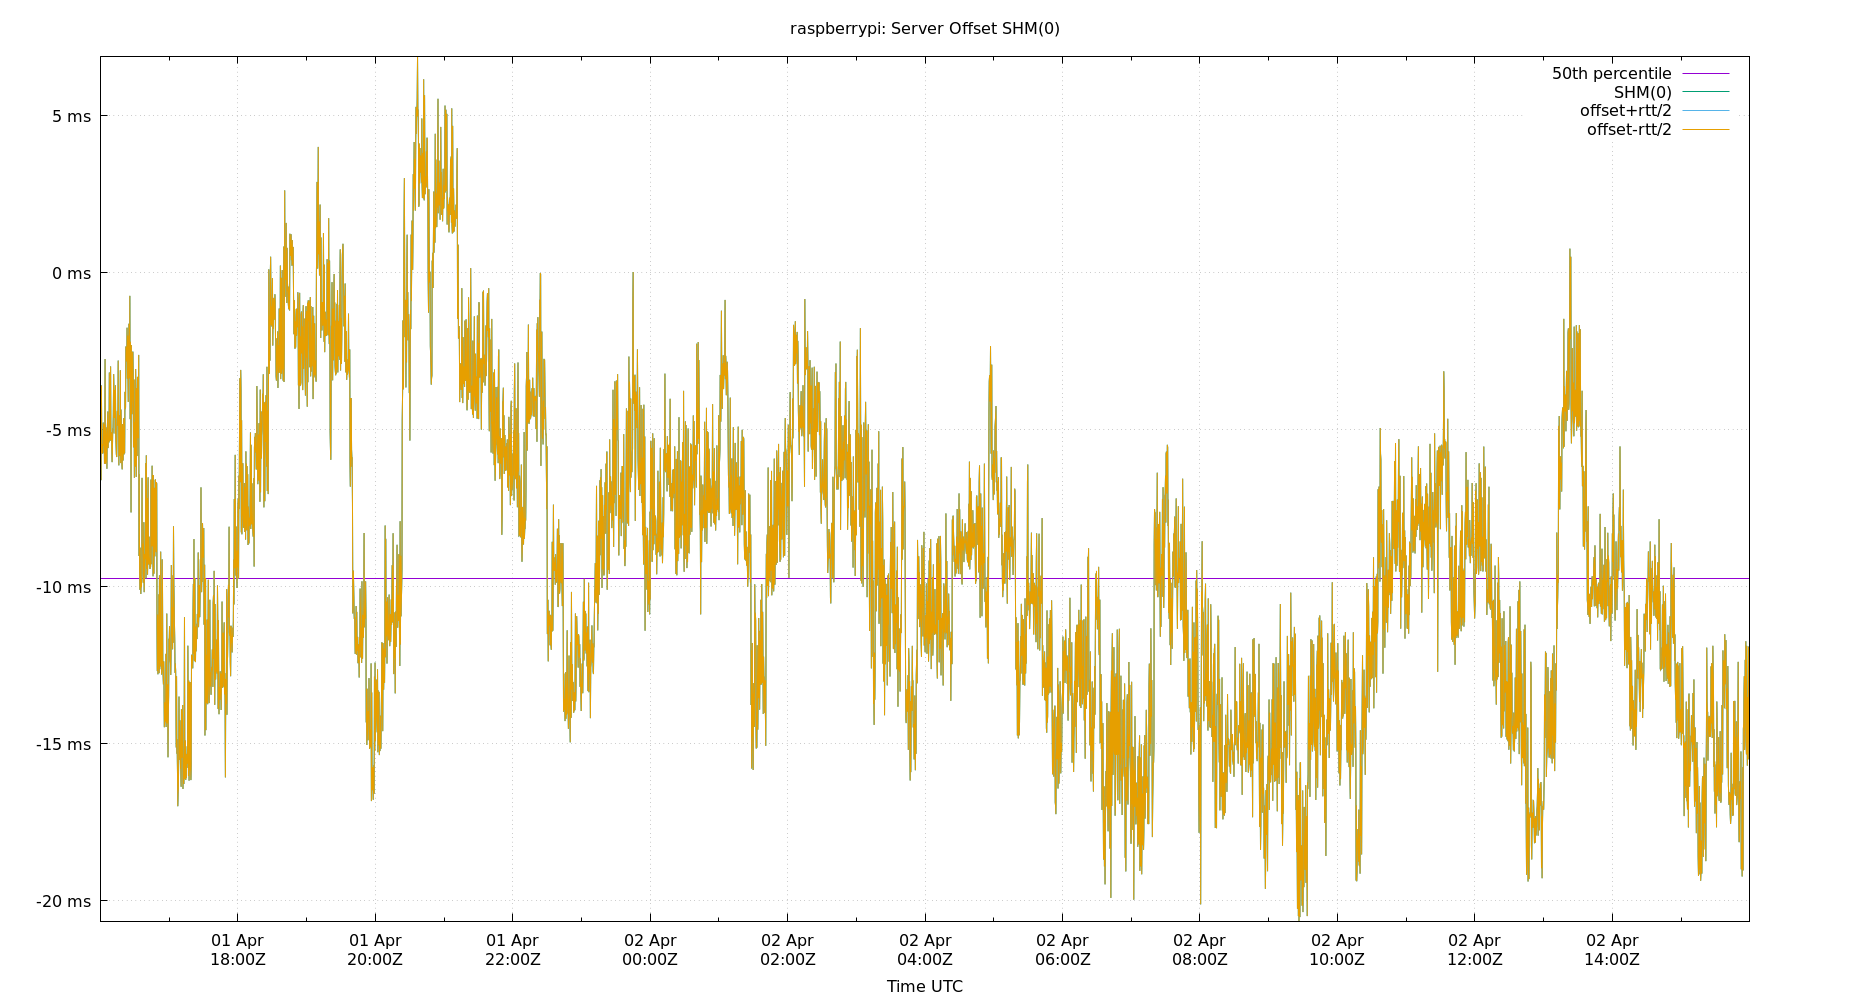 raspberrypi: Server Offset SHM(0)
50th percentile
SHM(0)
offset+rtt/2
offset-rtt/2
5 ms
0 ms
-5 ms
-10 ms
-15 ms
-20 ms
01 Apr 01 Apr 01 Apr 02 Apr 02 Apr 02 Apr 02 Apr 02 Apr 02 Apr 02 Apr 02 Apr
18:00Z 20:00Z 22:00Z 00:00Z 02:00Z 04:00Z 06:00Z 08:00Z 10:00Z 12:00Z 14:00Z
Time UTC